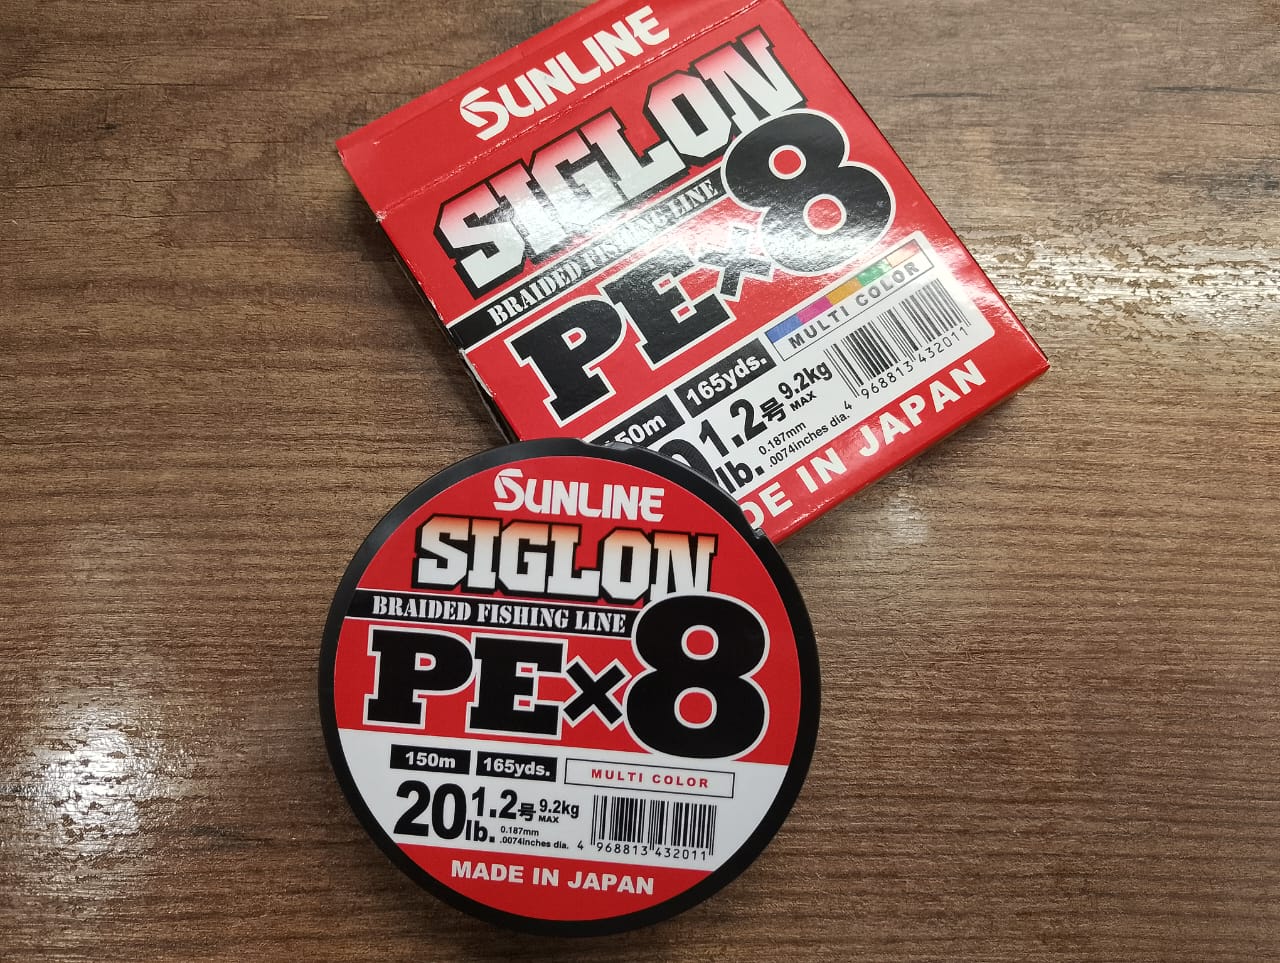 SUNLINE
SIGLON
BRAIDED FISHING LINE
PE×8
MULTI COLOR
165yds.
1.2号 9.2kg
MAX
lb. 0.187mm
.0074inches dia.
4 968813 432011
IN JAPAN
SUNLINE
SIGLON
BRAIDED FISHING LINE
PE×8
150m 165yds. MULTI COLOR
20lb. 1.2号 9.2kg
MAX
0.187mm
.0074inches dia.
4 968813 432011
MADE IN JAPAN